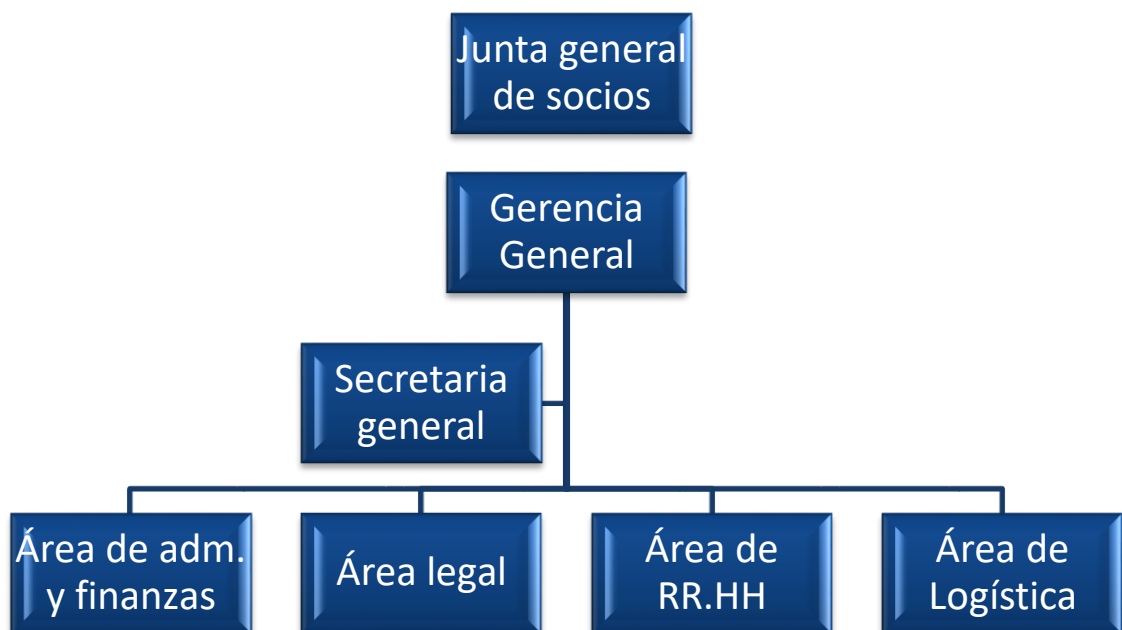 Junta general
de socios
Gerencia
General
Secretaria
general
Área de adm.
y finanzas
Área legal
Área de
RR.HH
Área de
Logística